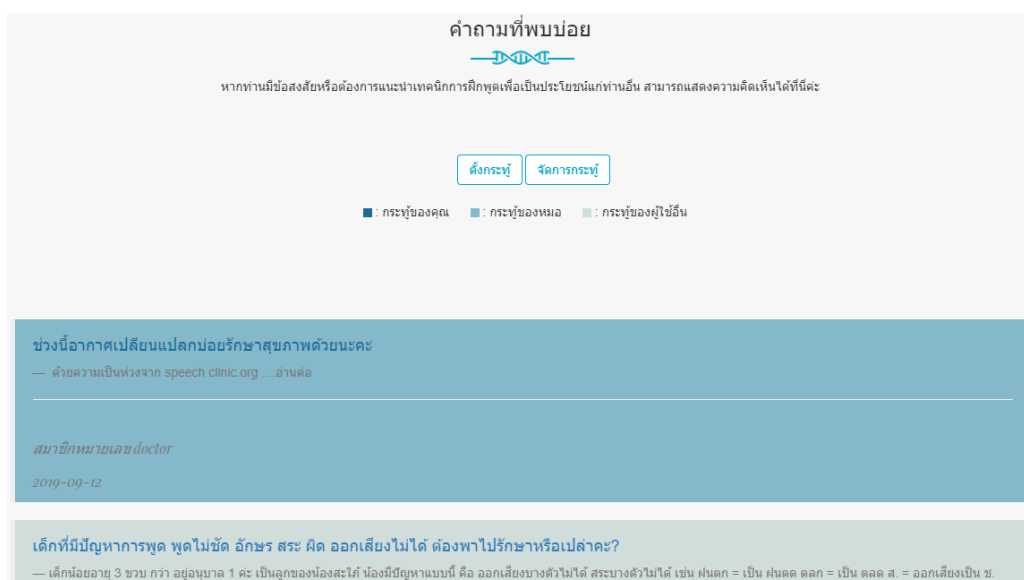 คำถามที่พบบ่อย
หากท่านมีข้อสงสัยหรือต้องการแนะนำเทคนิกการฝึกพูดเพื่อเป็นประโยชน์แก่ท่านอื่น สามารถแสดงความคิดเห็นได้ที่นี่ค่ะ
ตั้งกระทู้ จัดการกระทู้
: กระทู้ของคุณ : กระทู้ของหมอ : กระทู้ของผู้ใช้อื่น
ช่วงนี้อากาศเปลี่ยนแปลกบ่อยรักษาสุขภาพด้วยนะคะ
— ด้วยความเป็นห่วงจาก speech clinic.org ....อ่านต่อ
สมาชิกหมายเลข doctor
2019-09-12
เด็กที่มีปัญหาการพูด พูดไม่ชัด อักษร สระ ผิด ออกเสียงไม่ได้ ต้องพาไปรักษาหรือเปล่าคะ?
— เด็กน้อยอายุ 3 ขวบ กว่า อยู่อนุบาล 1 ค่ะ เป็นลูกของน้องสะใภ้ น้องมีปัญหาแบบนี้ คือ ออกเสียงบางตัวไม่ได้ สระบางตัวไม่ได้ เช่น ฝนตก = เป็น ฝนตด ตลก = เป็น ตลด ส. = ออกเสียงเป็น ช.